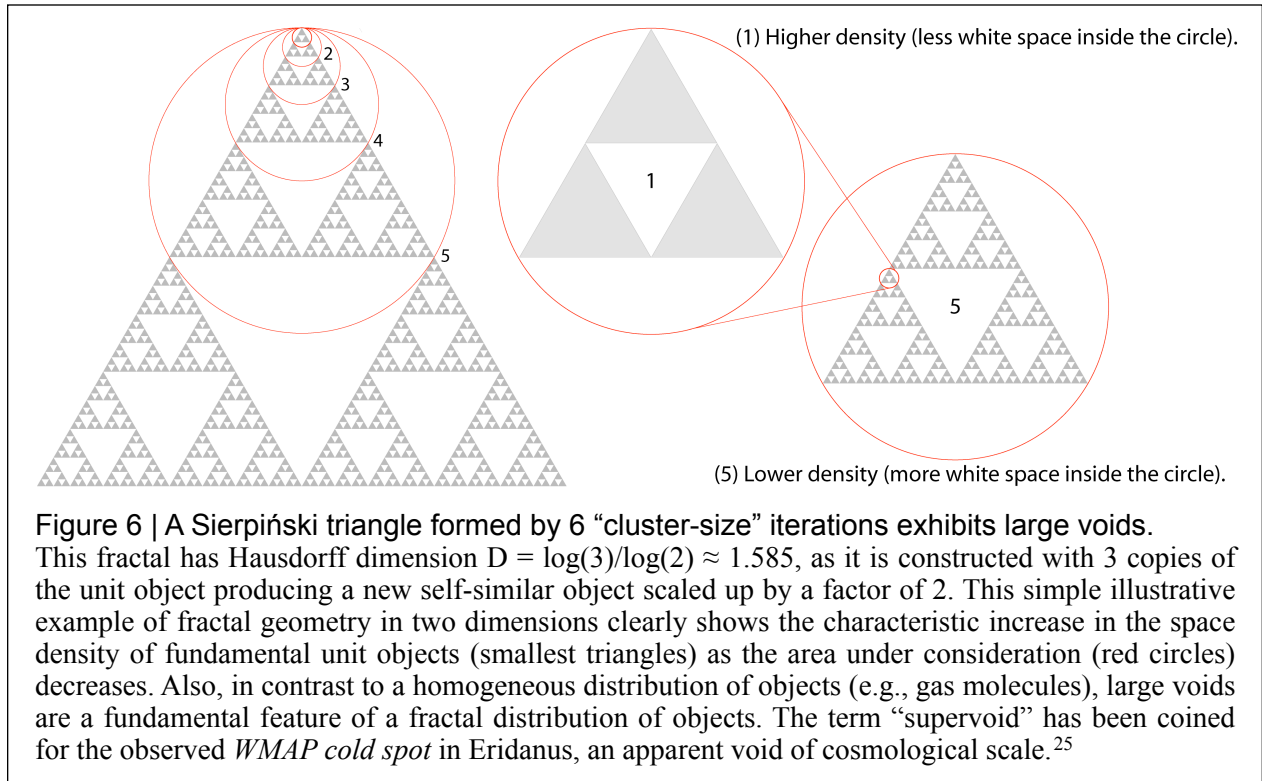 (1) Higher density (less white space inside the circle).
2
3
4
1
5
5
(5) Lower density (more white space inside the circle).
Figure 6 | A Sierpiński triangle formed by 6 “cluster-size” iterations exhibits large voids.
This fractal has Hausdorff dimension D = log(3)/log(2) ≈ 1.585, as it is constructed with 3 copies of
the unit object producing a new self-similar object scaled up by a factor of 2. This simple illustrative
example of fractal geometry in two dimensions clearly shows the characteristic increase in the space
density of fundamental unit objects (smallest triangles) as the area under consideration (red circles)
decreases. Also, in contrast to a homogeneous distribution of objects (e.g., gas molecules), large voids
are a fundamental feature of a fractal distribution of objects. The term “supervoid” has been coined
for the observed WMAP cold spot in Eridanus, an apparent void of cosmological scale.25